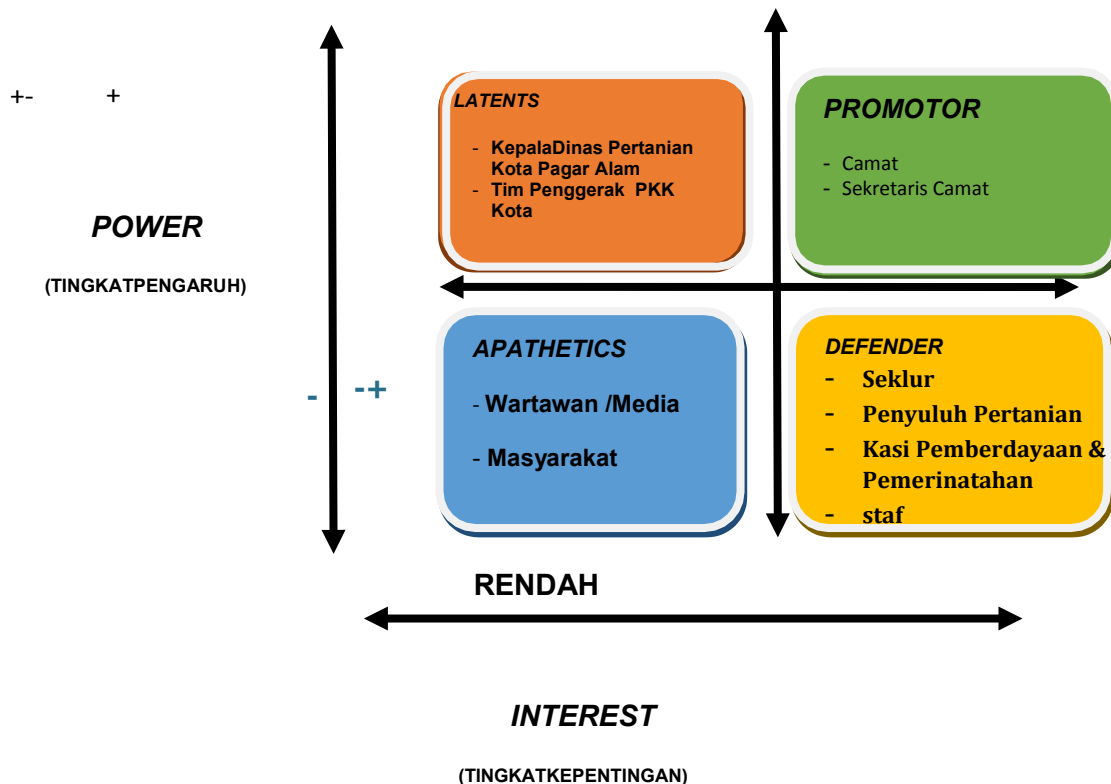 +-
+
POWER
(TINGKATPENGARUH)
LATENTS
- KepalaDinas Pertanian
Kota Pagar Alam
- Tim Penggerak PKK
Kota
PROMOTOR
- Camat
- Sekretaris Camat
-
-+
APATHETICS
- Wartawan /Media
- Masyarakat
DEFENDER
- Seklur
- Penyuluh Pertanian
- Kasi Pemberdayaan &
Pemerinatahan
- staf
RENDAH
INTEREST
(TINGKATKEPENTINGAN)